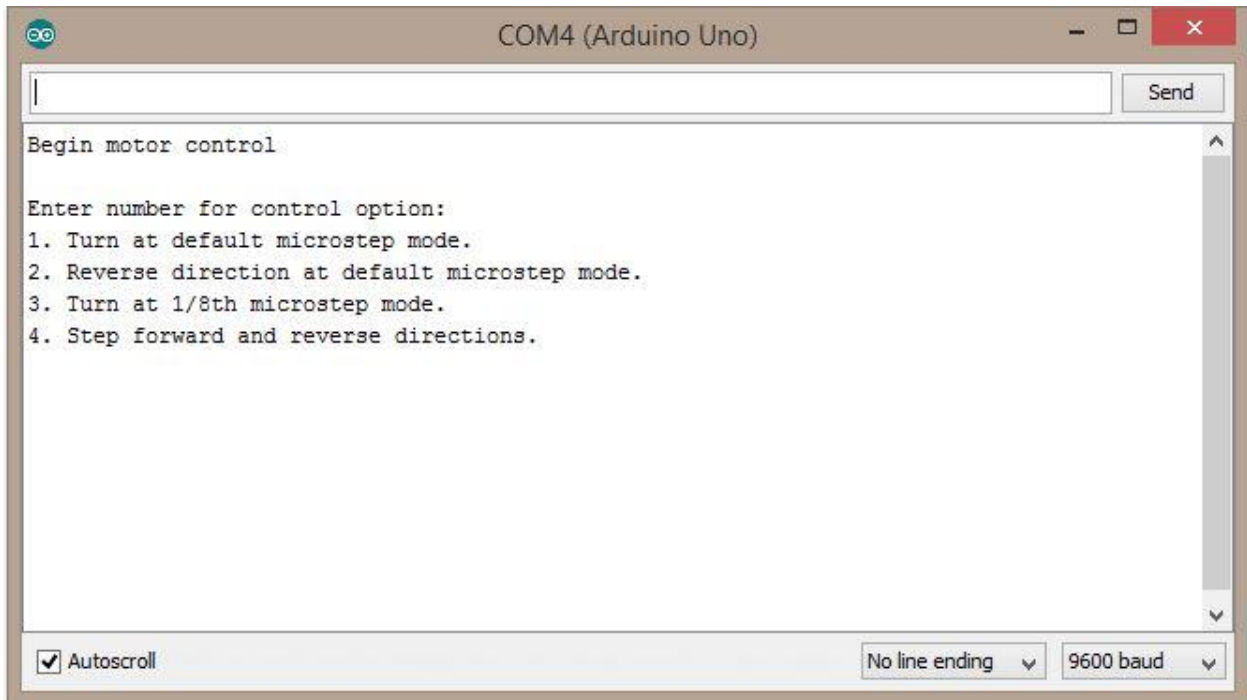 COM4 (Arduino Uno)
Send
Begin motor control
Enter number for control option:
1. Turn at default microstep mode.
2. Reverse direction at default microstep mode.
3. Turn at 1/8th microstep mode.
4. Step forward and reverse directions.
Autoscroll
No line ending
9600 baud